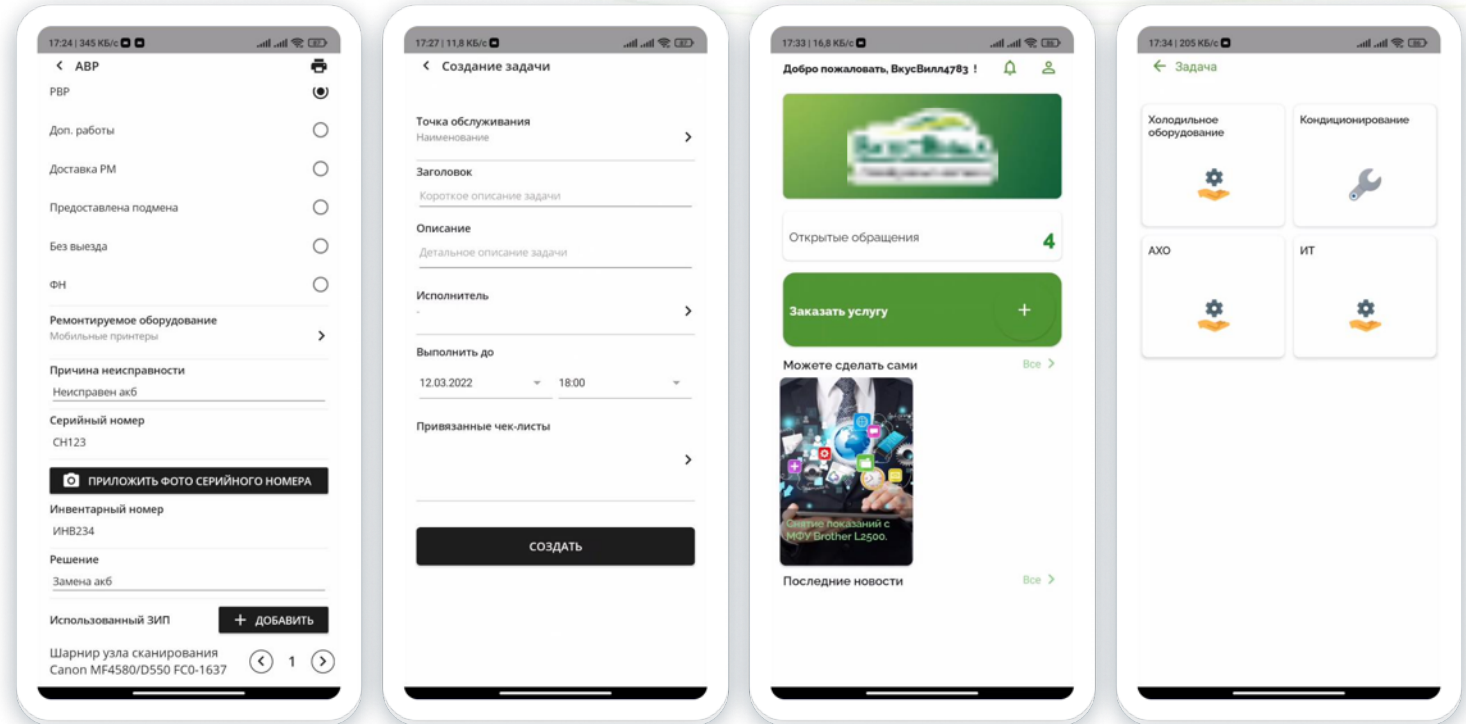 17:24 | 345 КБ/с
87
АВР
РВР
Доп. работы
Доставка РМ
Предоставлена подмена
Без выезда
ФН
Ремонтируемое оборудование
Мобильные принтеры
Причина неисправности
Неисправен акб
Серийный номер
СН123
ПРИЛОЖИТЬ ФОТО СЕРИЙНОГО НОМЕРА
Инвентарный номер
ИНВ234
Решение
Замена акб
Использованный ЗИП
+ ДОБАВИТЬ
Шарнир узла сканирования
Canon MF4580/D550 FC0-1637
1
17:27 | 11,8 КБ/с
87
Создание задачи
Точка обслуживания
Наименование
Заголовок
Короткое описание задачи
Описание
Детальное описание задачи
Исполнитель
-
Выполнить до
12.03.2022
18:00
Привязанные чек-листы
СОЗДАТЬ
17:33 | 16,8 КБ/с
86
Добро пожаловать, ВкусВилл4783 !
Открытые обращения
4
Заказать услугу
+
Можете сделать сами
Все
Снятие показаний с
МФУ Brother L2500.
Последние новости
Все
17:34 | 205 КБ/с
86
Задача
Холодильное
оборудование
Кондиционирование
АХО
ИТ